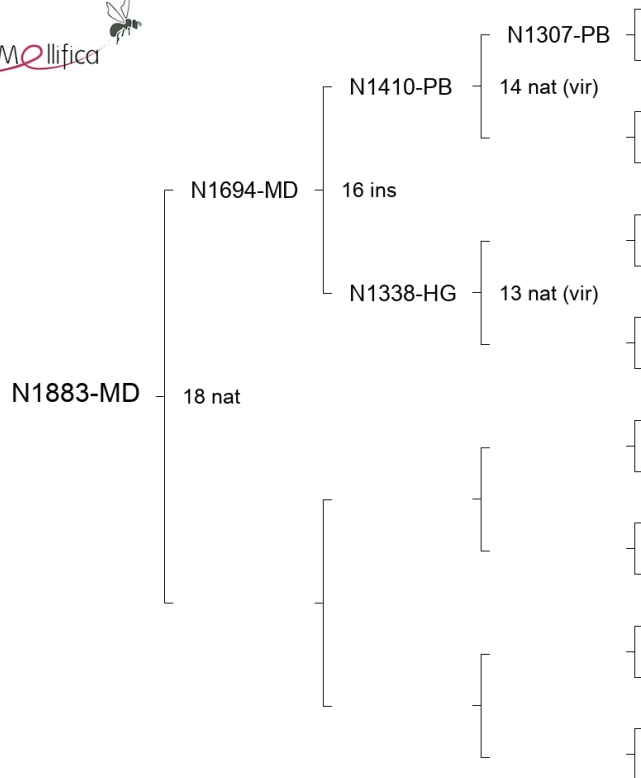 Mellifica
N1307-PB
N1410-PB
14 nat (vir)
N1694-MD
16 ins
N1338-HG
13 nat (vir)
N1883-MD
18 nat